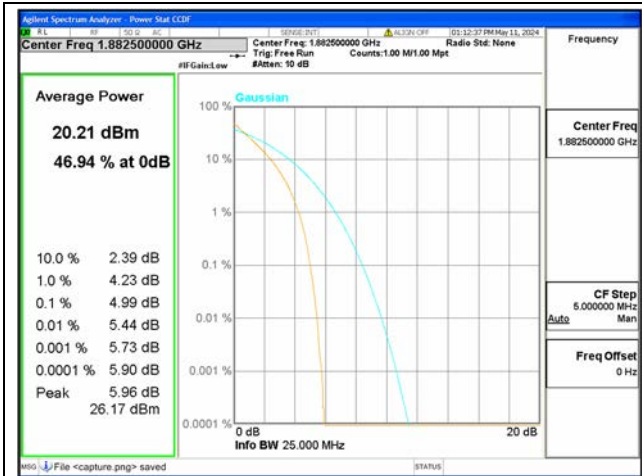 Agilent Spectrum Analyzer - Power Stat CCDF
RL RF 50 Ω AC SENSE:INT ALIGN OFF 01:12:37 PM May 11, 2024
Center Freq 1.882500000 GHz
Center Freq: 1.882500000 GHz Radio Std: None
Trig: Free Run Counts:1.00 M/1.00 Mpt
#IFGain:Low #Atten: 10 dB
Frequency
Average Power
20.21 dBm
46.94 % at 0dB
10.0 % 2.39 dB
1.0 % 4.23 dB
0.1 % 4.99 dB
0.01 % 5.44 dB
0.001 % 5.73 dB
0.0001 % 5.90 dB
Peak 5.96 dB
26.17 dBm
Gaussian
100 %
10 %
1 %
0.1 %
0.01 %
0.001 %
0.0001 %
0 dB 20 dB
Info BW 25.000 MHz
Center Freq
1.882500000 GHz
CF Step
5.000000 MHz
Auto Man
Freq Offset
0 Hz
MSG File <capture.png> saved STATUS